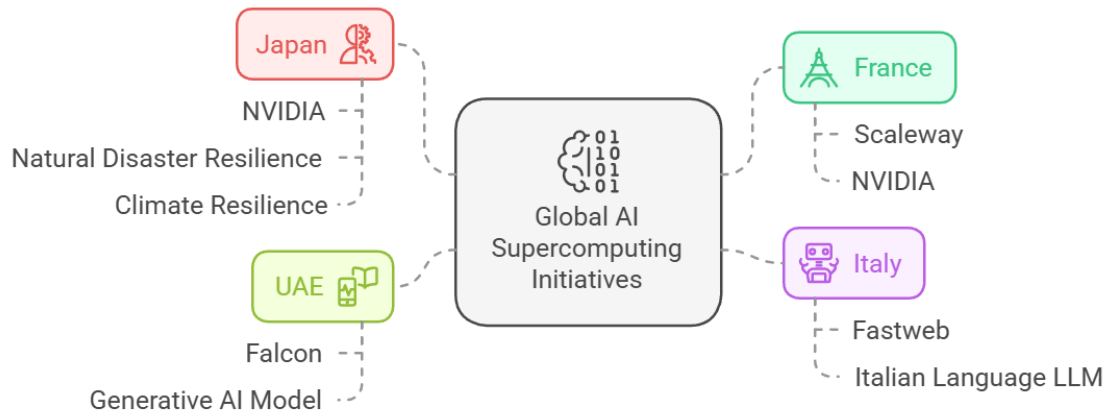 Japan
NVIDIA
Natural Disaster Resilience
Climate Resilience
UAE
Falcon
Generative AI Model
01
10
01
01
Global AI
Supercomputing
Initiatives
France
Scaleway
NVIDIA
Italy
Fastweb
Italian Language LLM